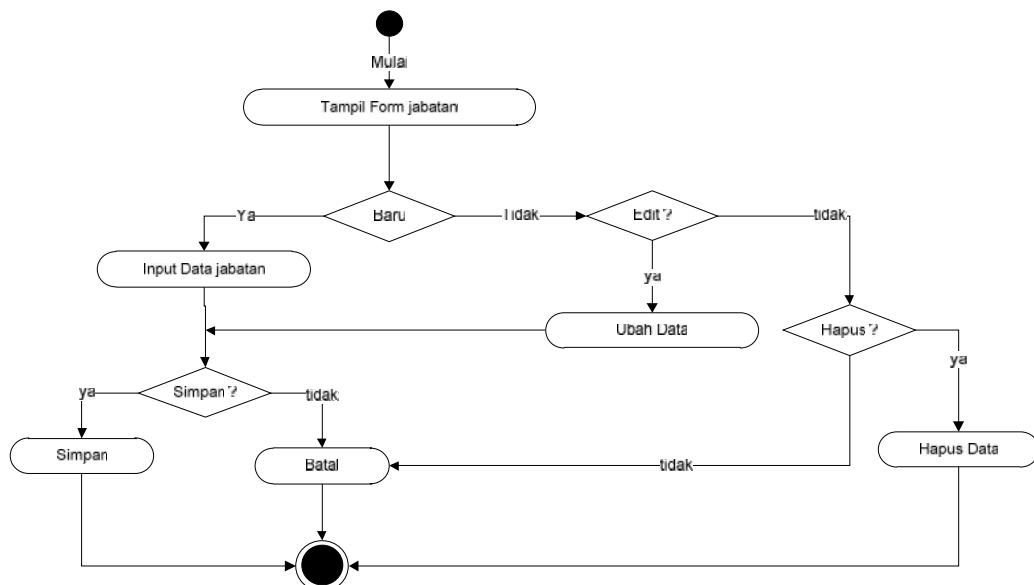 Mulai
Tampil Form jabatan
Ya
Baru
Tidak
Edit ?
tidak
Input Data jabatan
ya
Ubah Data
Hapus ?
ya
ya
Simpan ?
tidak
Simpan
Batal
tidak
Hapus Data